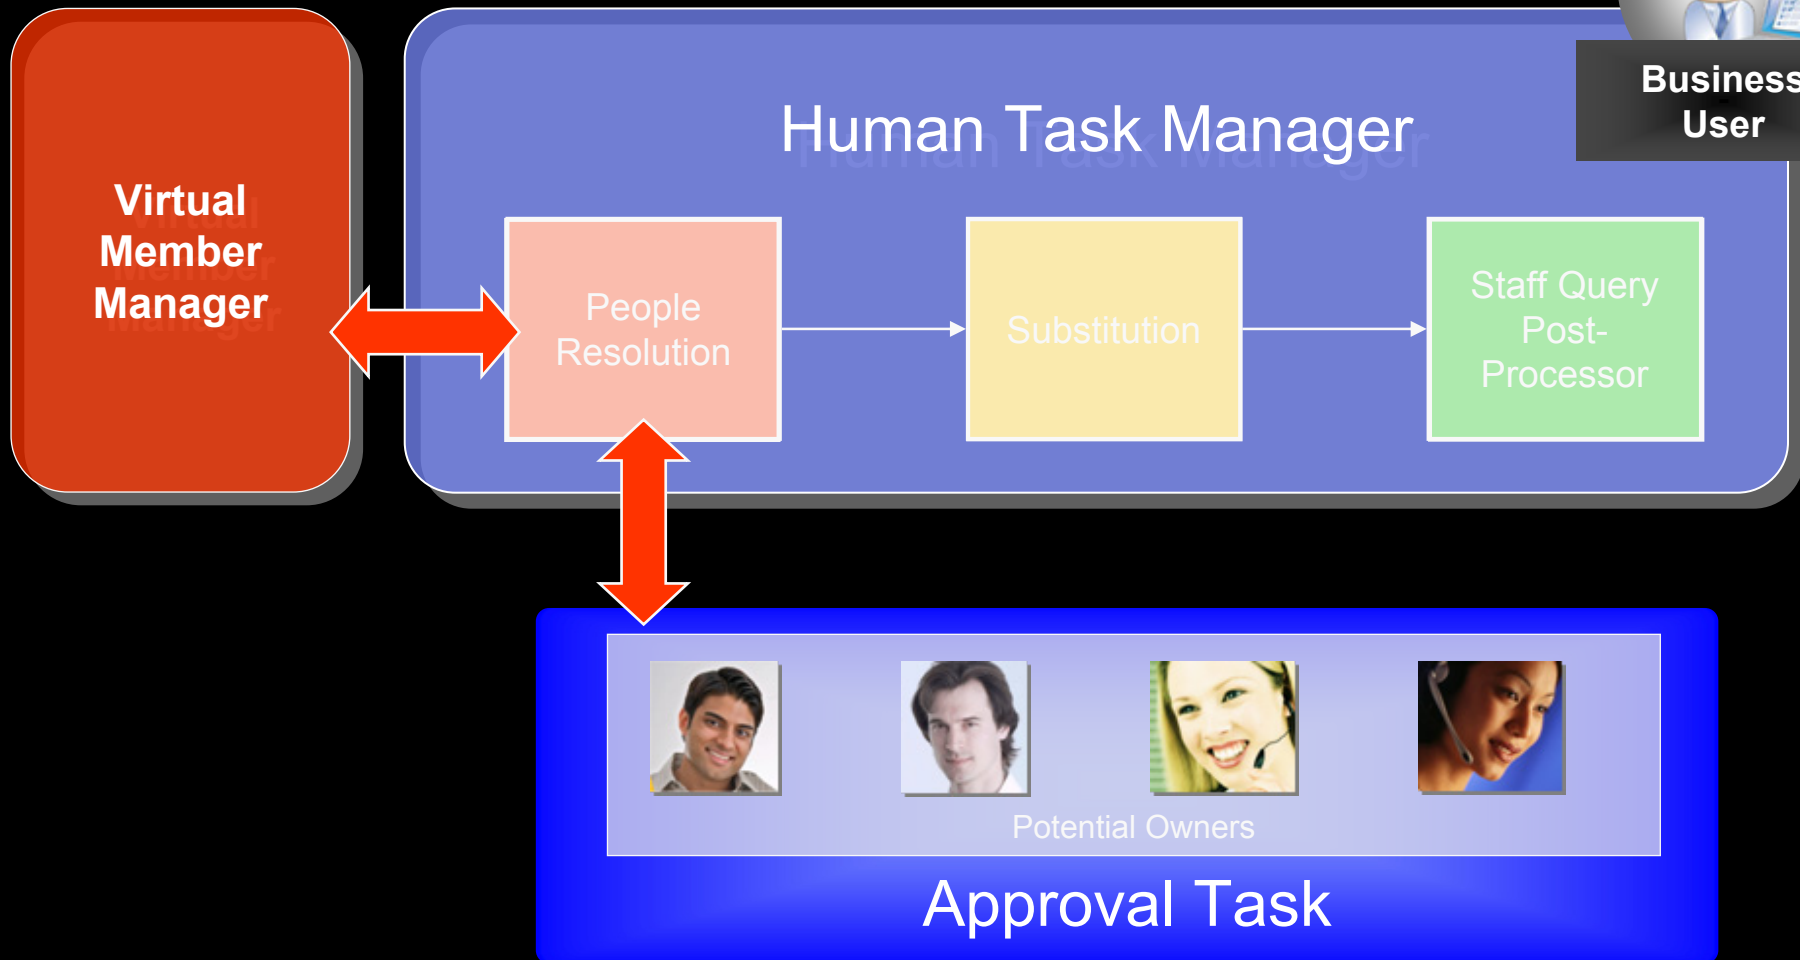 Business
User
Human Task Manager
Virtual
Member
Manager
People
Resolution
Substitution
Staff Query
Post-
Processor
Potential Owners
Approval Task